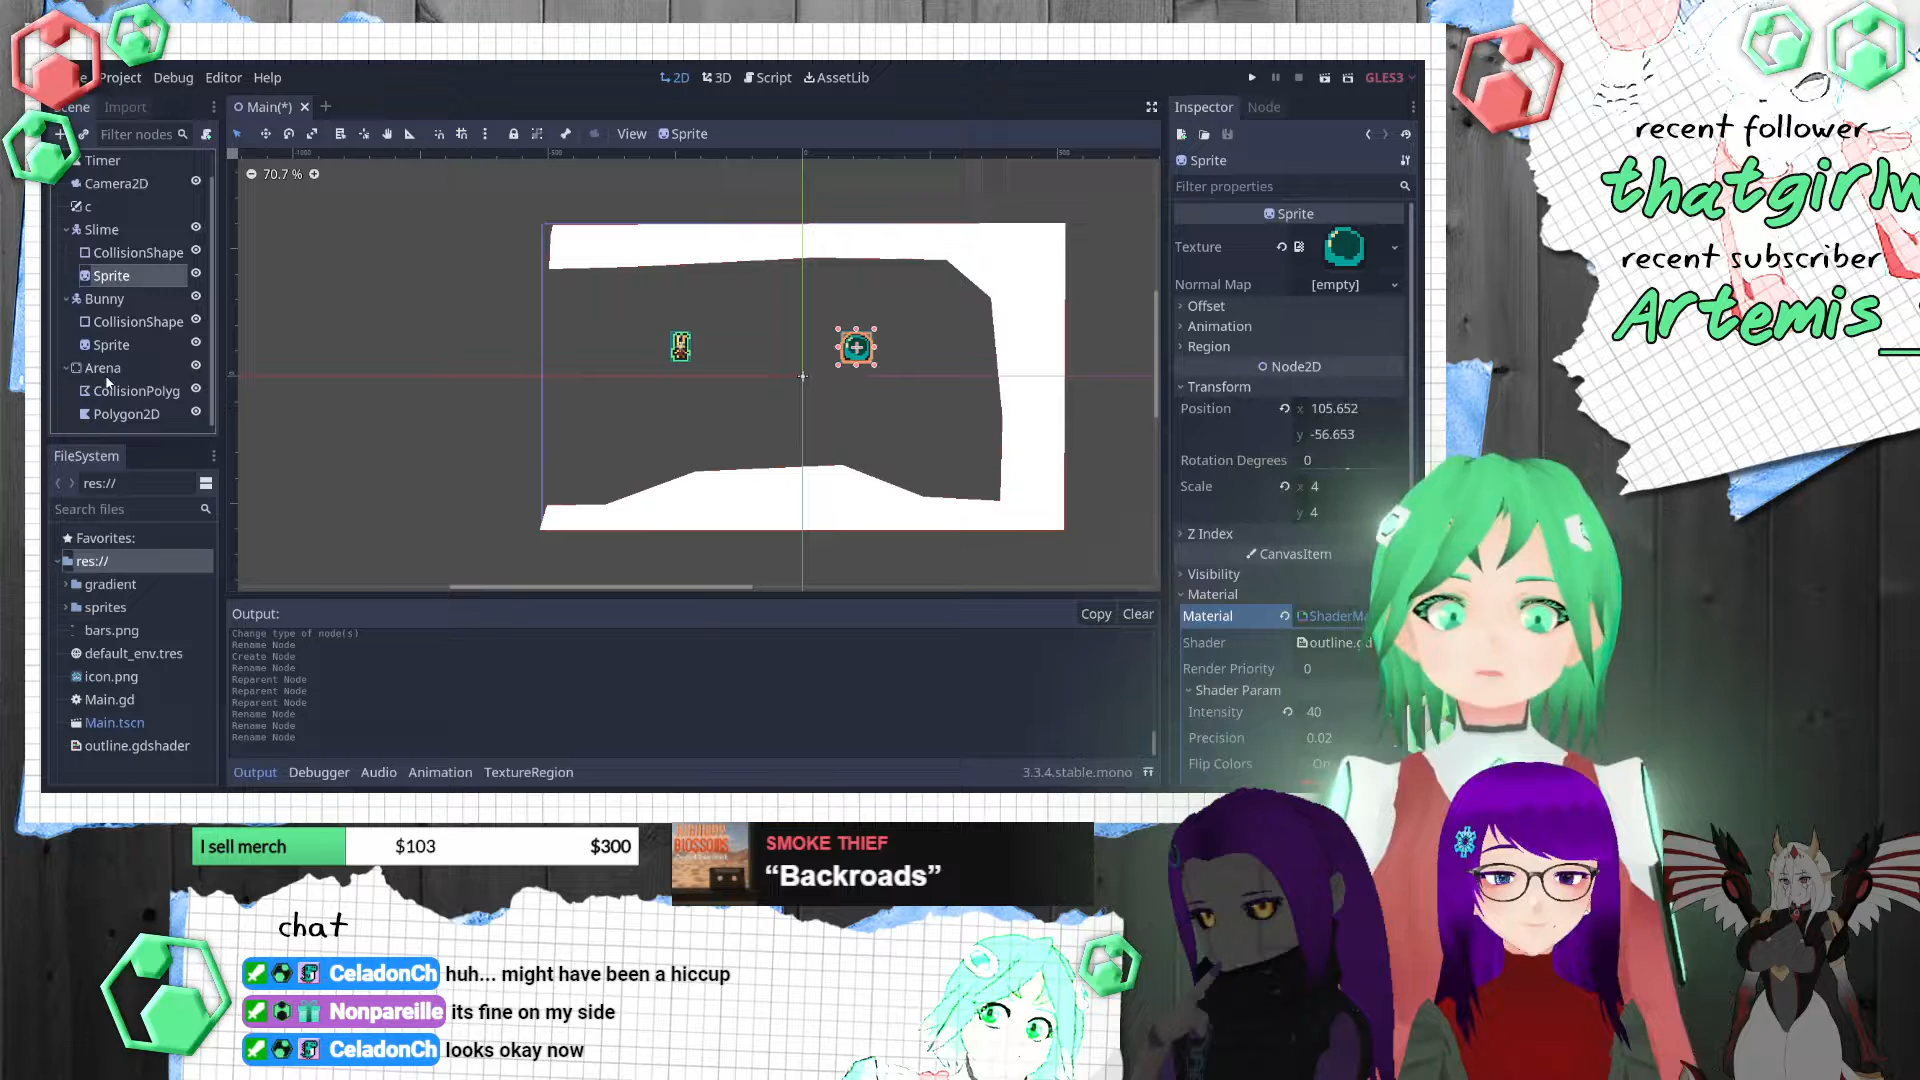 Project Debug Editor Help
2D 3D Script AssetLib
GLES3
Scene Import
Main(*)
Inspector Node
Filter nodes
View Sprite
Sprite
Filter properties
Timer
Camera2D
c
Slime
CollisionShape
Sprite
Bunny
CollisionShape
Sprite
Arena
CollisionPolyg
Polygon2D
70.7 %
-1000
-500
0
500
Sprite
Texture
Normal Map [empty]
Offset
Animation
Region
Node2D
Transform
Position x 105.652
y -56.653
Rotation Degrees 0
Scale x 4
y 4
Z Index
CanvasItem
Visibility
Material
Material ShaderMa
Shader outline.gd
Render Priority 0
Shader Param
Intensity 40
Precision 0.02
Flip Colors On
FileSystem
res://
Search files
Favorites:
res://
gradient
sprites
bars.png
default_env.tres
icon.png
Main.gd
Main.tscn
outline.gdshader
Output: Copy Clear
Change type of node(s)
Rename Node
Create Node
Rename Node
Reparent Node
Reparent Node
Reparent Node
Rename Node
Rename Node
Rename Node
Output Debugger Audio Animation TextureRegion 3.3.4.stable.mono
recent follower
thatgirlw
recent subscriber
Artemis_
I sell merch $103 $300
BLOSSOMS
SMOKE THIEF
“Backroads”
chat
CeladonCh huh... might have been a hiccup
Nonpareille its fine on my side
CeladonCh looks okay now